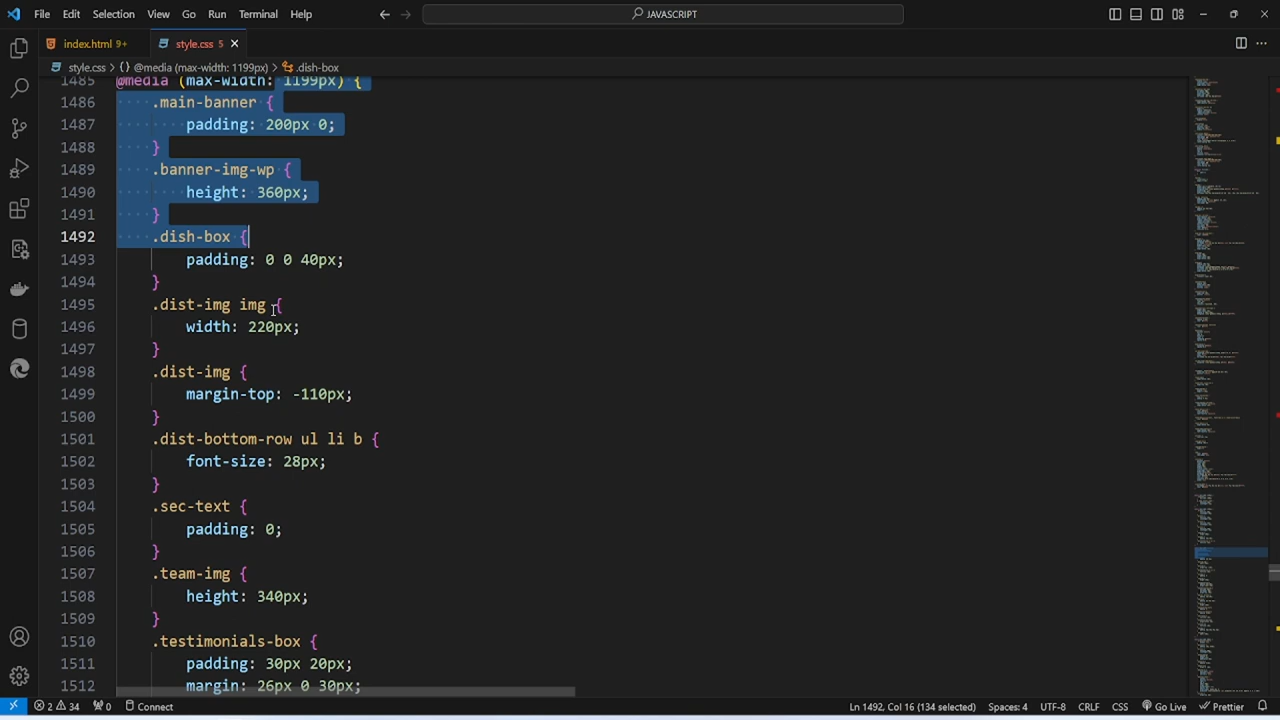 File Edit Selection View Go Run Terminal Help
JAVASCRIPT
index.html 9+
style.css 5
style.css > @media (max-width: 1199px) > .dish-box
1485 @media (max-width: 1199px) {
1486 .main-banner {
1487 padding: 200px 0;
1488 }
1489 .banner-img-wp {
1490 height: 360px;
1491 }
1492 .dish-box {
1493 padding: 0 0 40px;
1494 }
1495 .dist-img img {
1496 width: 220px;
1497 }
1498 .dist-img {
1499 margin-top: -110px;
1500 }
1501 .dist-bottom-row ul li b {
1502 font-size: 28px;
1503 }
1504 .sec-text {
1505 padding: 0;
1506 }
1507 .team-img {
1508 height: 340px;
1509 }
1510 .testimonials-box {
1511 padding: 30px 20px;
1512 margin: 26px 0
2 34 0 Connect
Ln 1492, Col 16 (134 selected) Spaces: 4 UTF-8 CRLF CSS Go Live Prettier